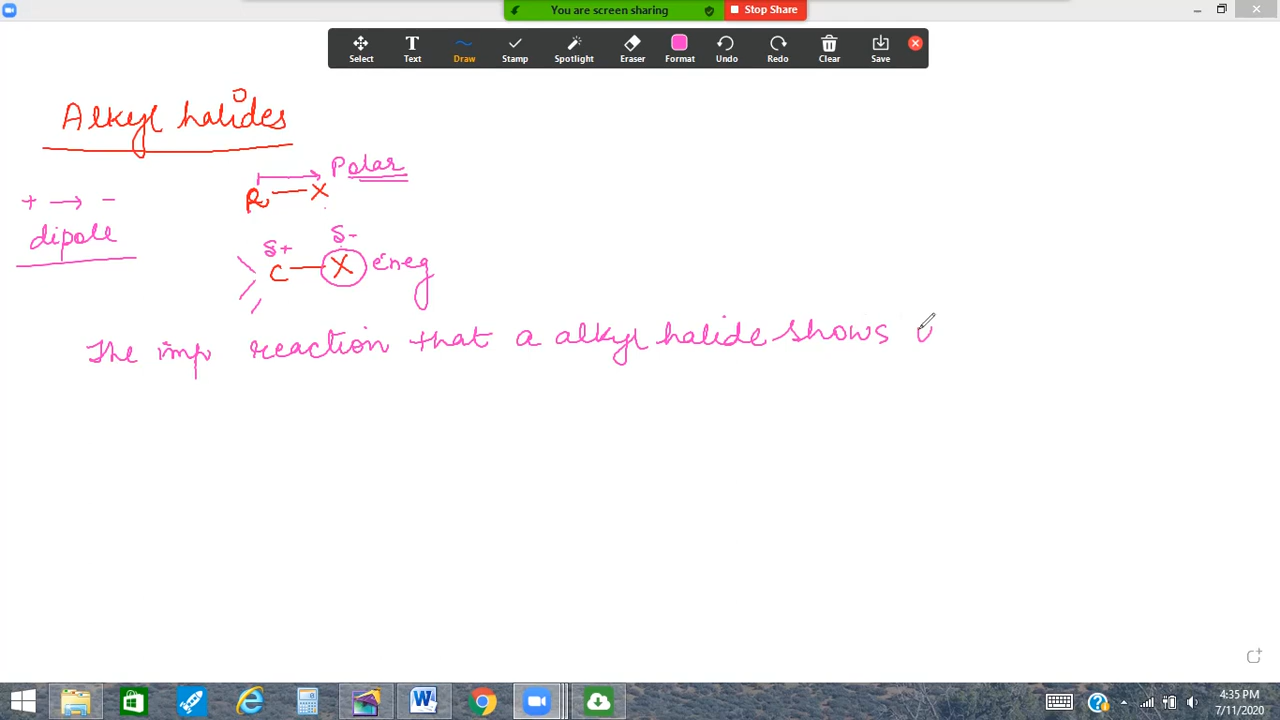 You are screen sharing
Stop Share
Select Text Draw Stamp Spotlight Eraser Format Undo Redo Clear Save
Alkyl halides
Polar
R — X
+ → -
dipole
δ+ δ-
C — X e⁻neg
The imp reaction that a alkyl halide shows
4:35 PM
7/11/2020